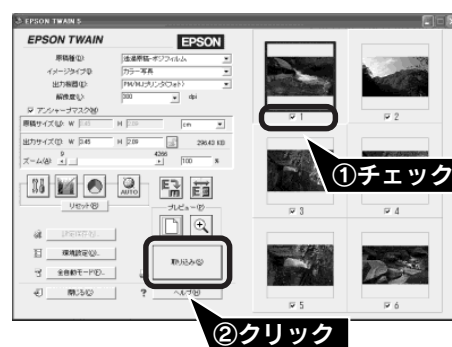 EPSON TWAIN 5
EPSON TWAIN
EPSON
原稿種(D):
透過原稿-ポジフィルム
イメージタイプ(I):
カラー写真
出力機器(D):
PM/MJプリンタ(フォト)
解像度(L):
300
dpi
アンシャープマスク(M)
原稿サイズ(U):
W
H
cm
出力サイズ(Z):
W
H
296.40 KB
ズーム(A):
100
%
AUTO
リセット(R)
プレビュー(P)
環境設定(G)...
全自動モード(F)...
取り込み(S)
閉じる(C)
ヘルプ(H)
1
2
3
4
5
6
①チェック
②クリック